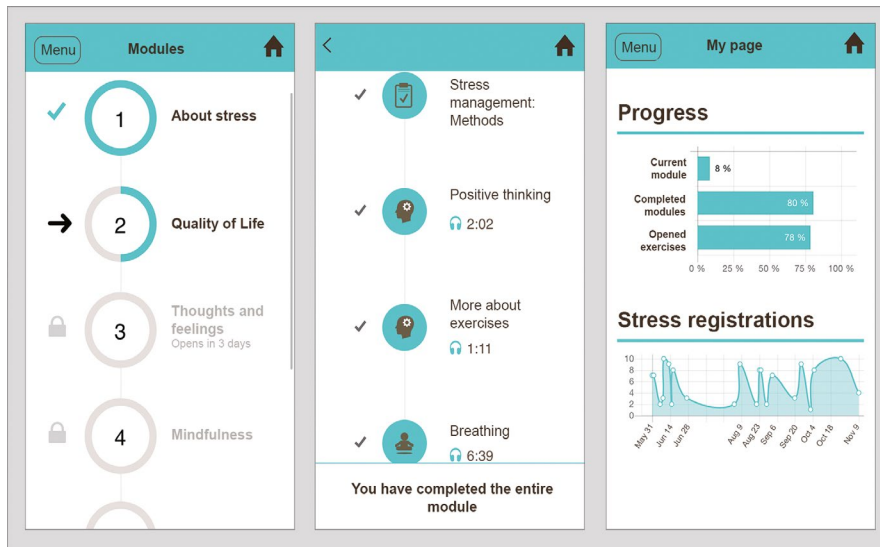 Menu
Modules
1
About stress
2
Quality of Life
3
Thoughts and
feelings
Opens in 3 days
4
Mindfulness
Stress
management:
Methods
Positive thinking
2:02
More about
exercises
1:11
Breathing
6:39
You have completed the entire
module
Menu
My page
Progress
Current
module
8 %
Completed
modules
80 %
Opened
exercises
78 %
0 % 25 % 50 % 75 % 100 %
Stress registrations
10
8
6
4
2
0
May 31 Jun 14 Jun 28 Aug 9 Aug 23 Sep 6 Sep 20 Oct 4 Oct 18 Nov 9